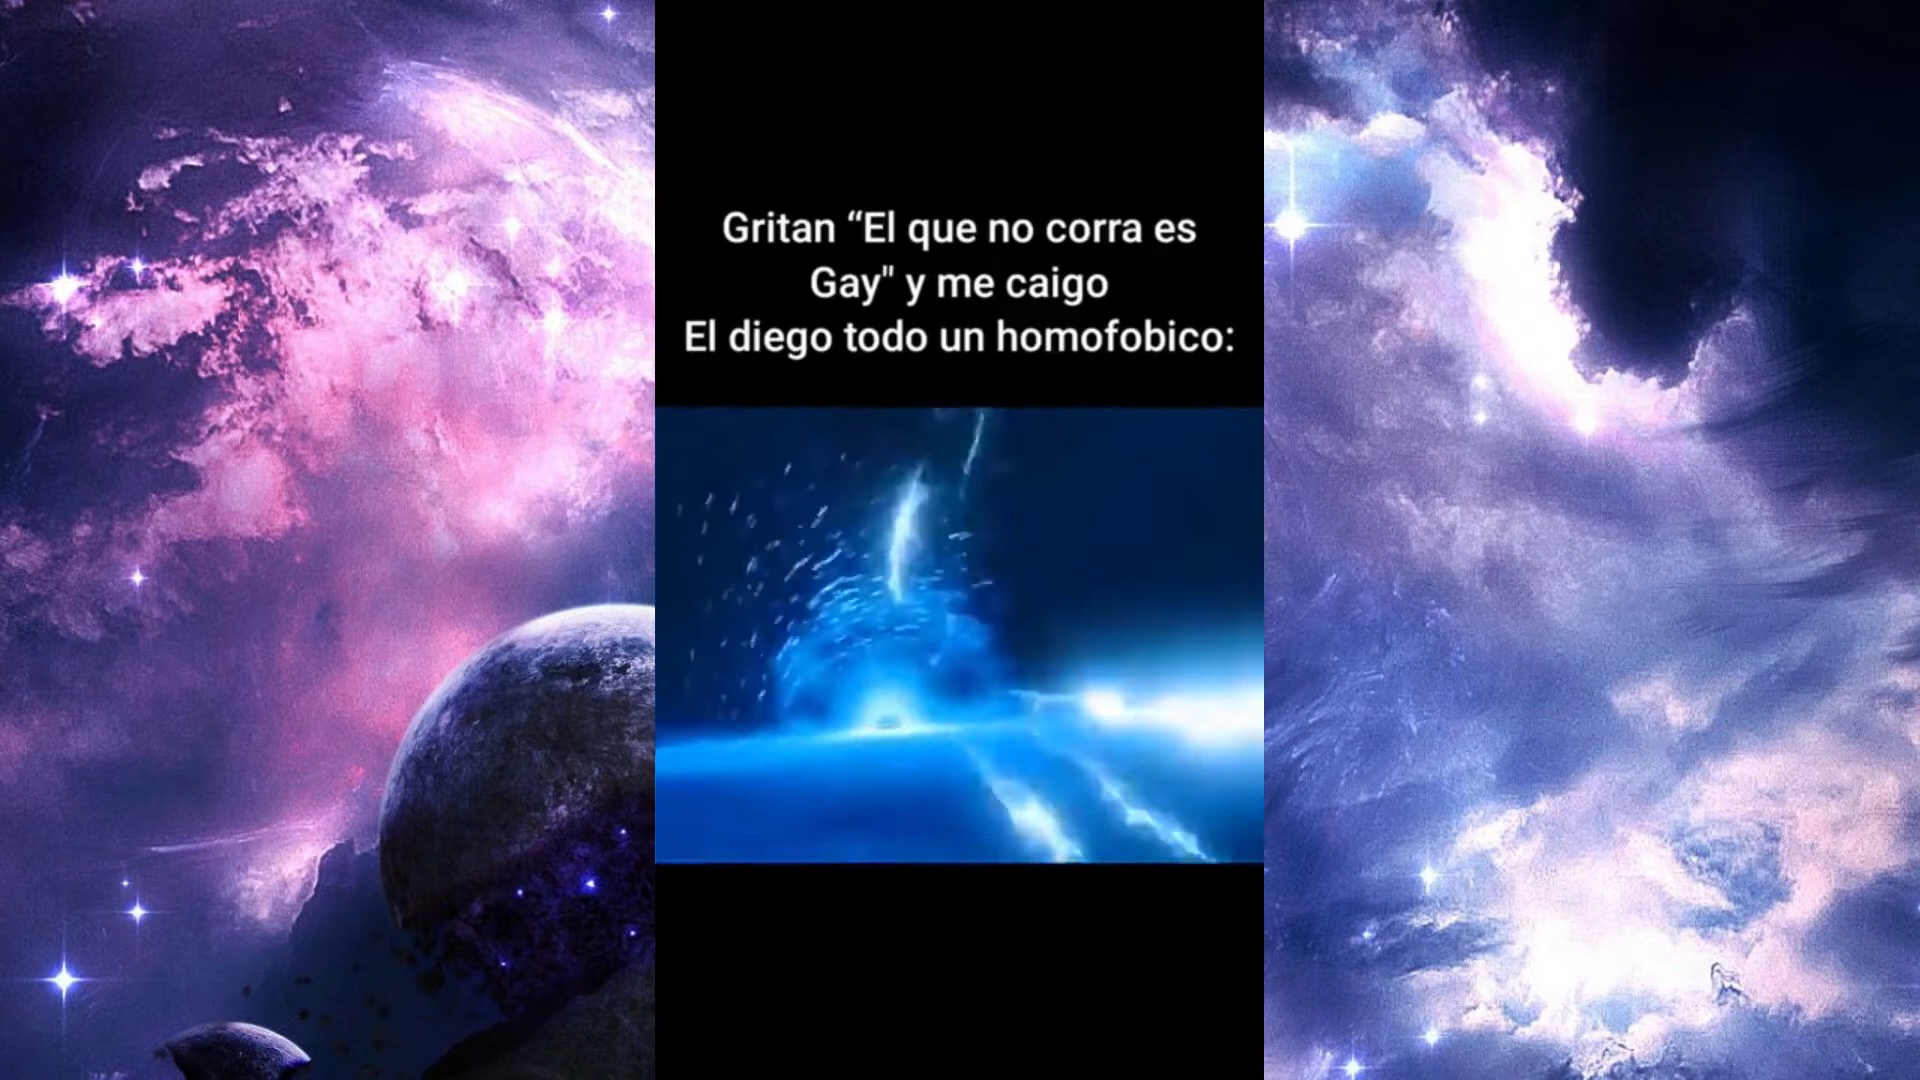 Gritan “El que no corra es
Gay" y me caigo
El diego todo un homofobico: